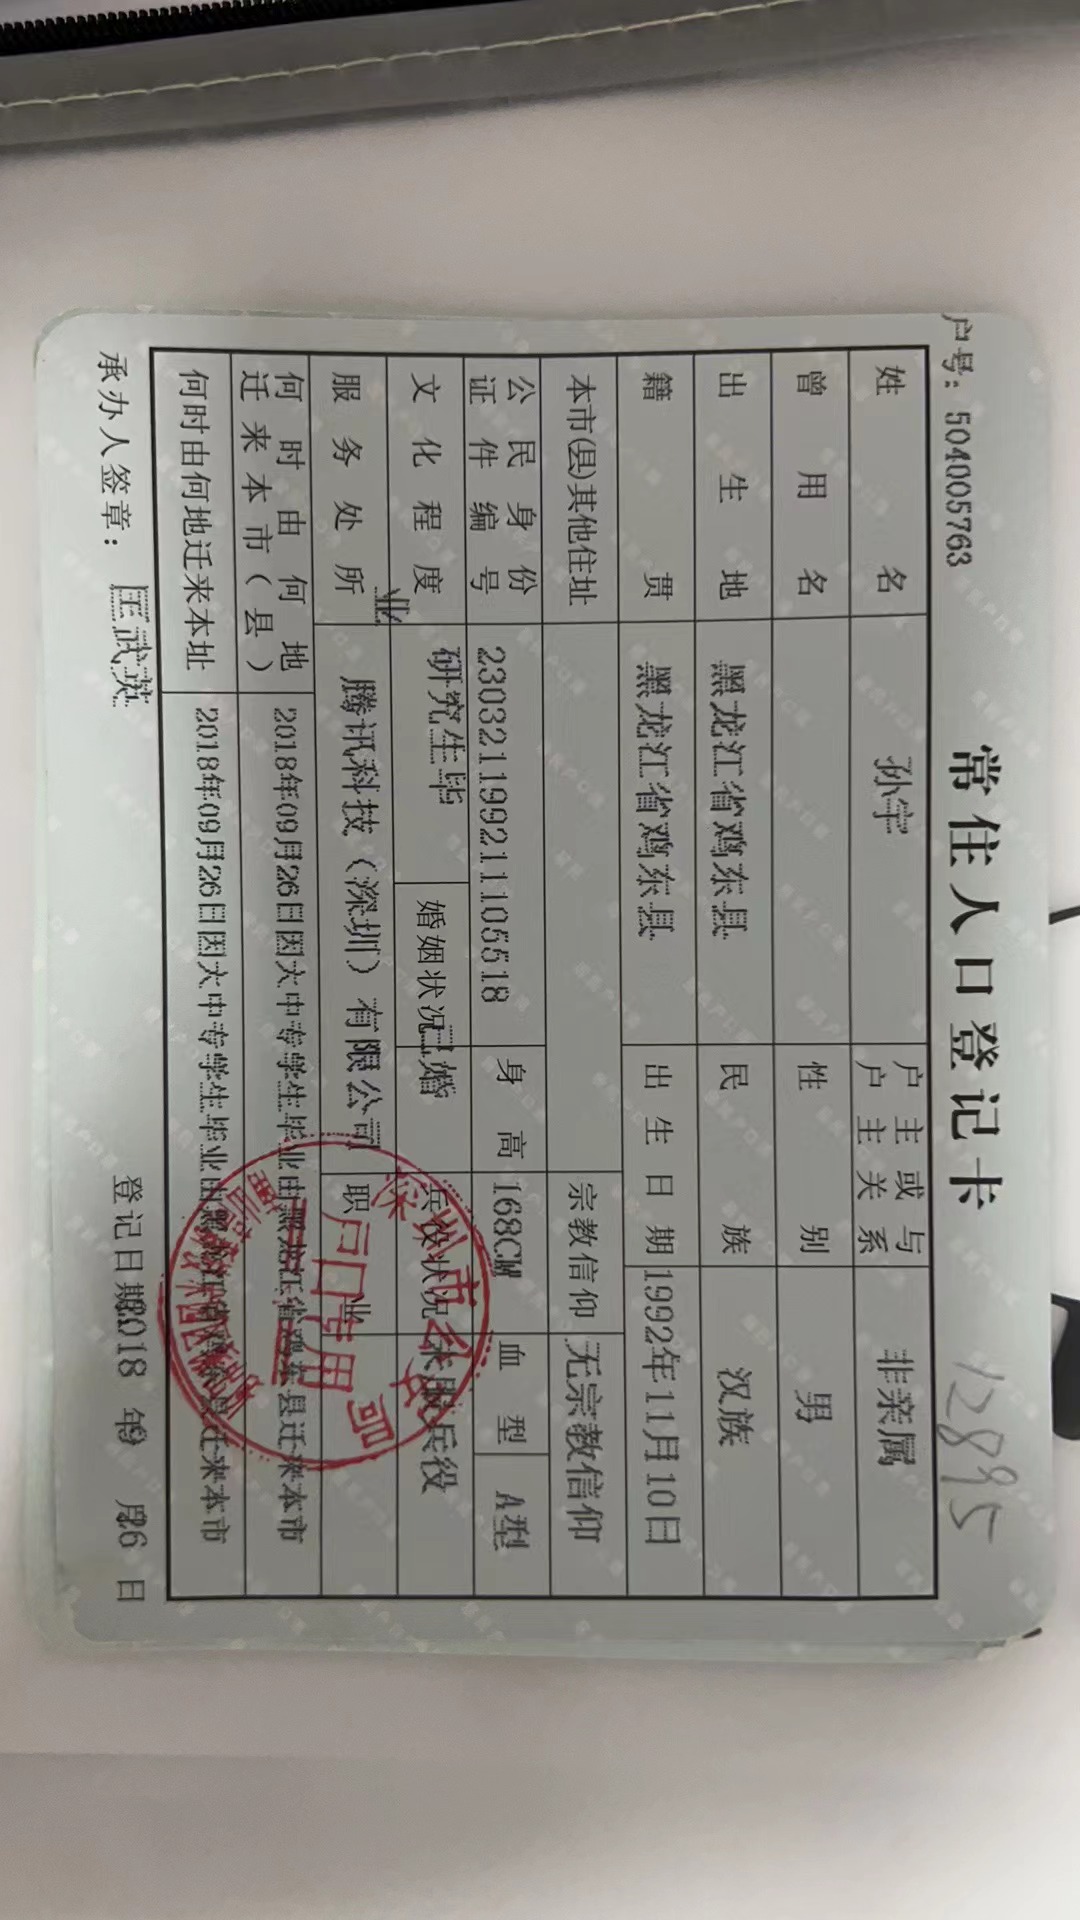 户号：504005763
常住人口登记卡
12895
姓名 孙宇 户主或与户主关系 非亲属
曾用名 性别 男
出生地 黑龙江省鸡东县 民族 汉族
籍贯 黑龙江省鸡东县 出生日期 1992年11月10日
本市(县)其他住址 宗教信仰 无宗教信仰
公民身份证件编号 230321199211105518 身高 168CM 血型 A型
文化程度 研究生毕业 婚姻状况 已婚 兵役状况 未服兵役
服务处所 腾讯科技（深圳）有限公司 职业
何时由何地迁来本市(县) 2018年09月26日因大中专学生毕业由黑龙江省鸡东县迁来本市
何时由何地迁来本址 2018年09月26日因大中专学生毕业由黑龙江省鸡东县迁来本市
承办人签章： 匡武英 登记日期：2018年9月26日
深圳市公安局
户口专用